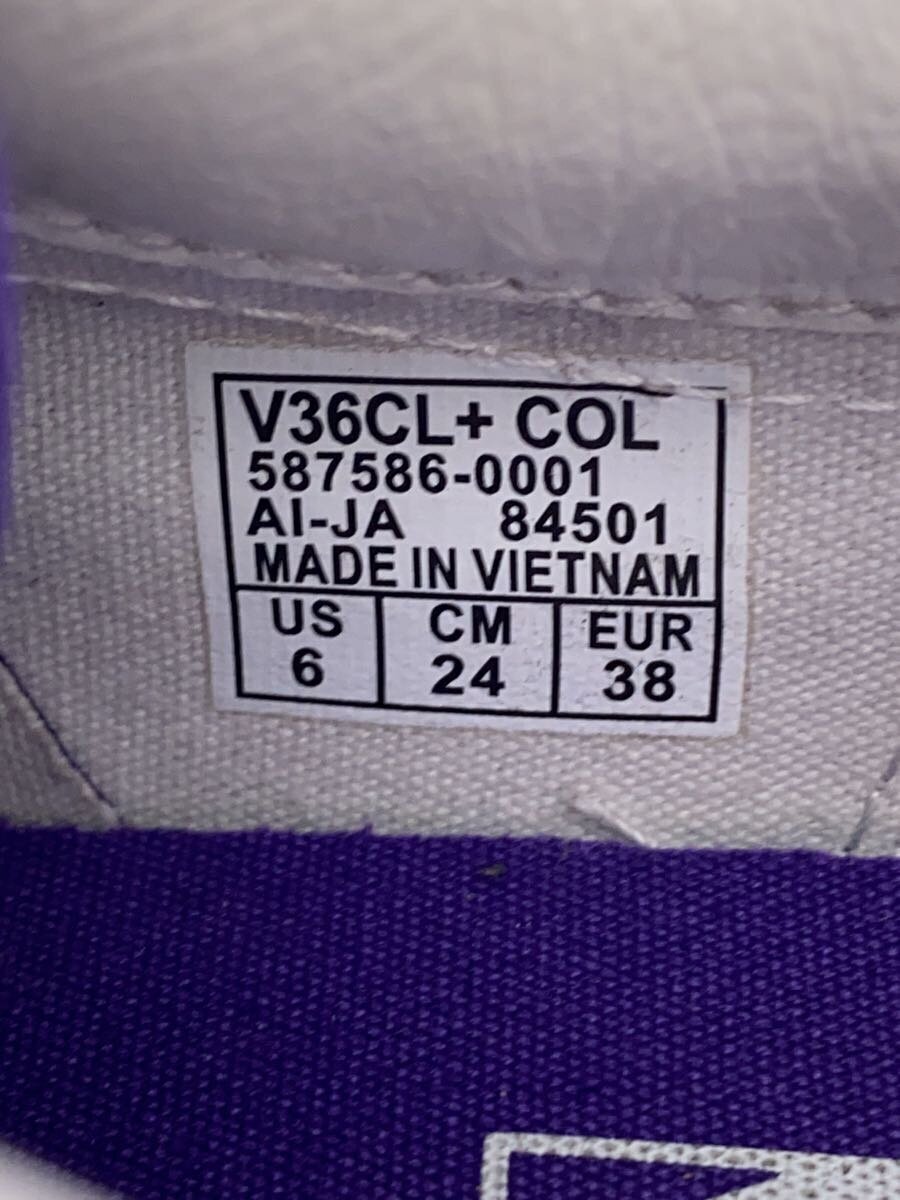 V36CL+ COL
587586-0001
AI-JA 84501
MADE IN VIETNAM
US CM EUR
6 24 38